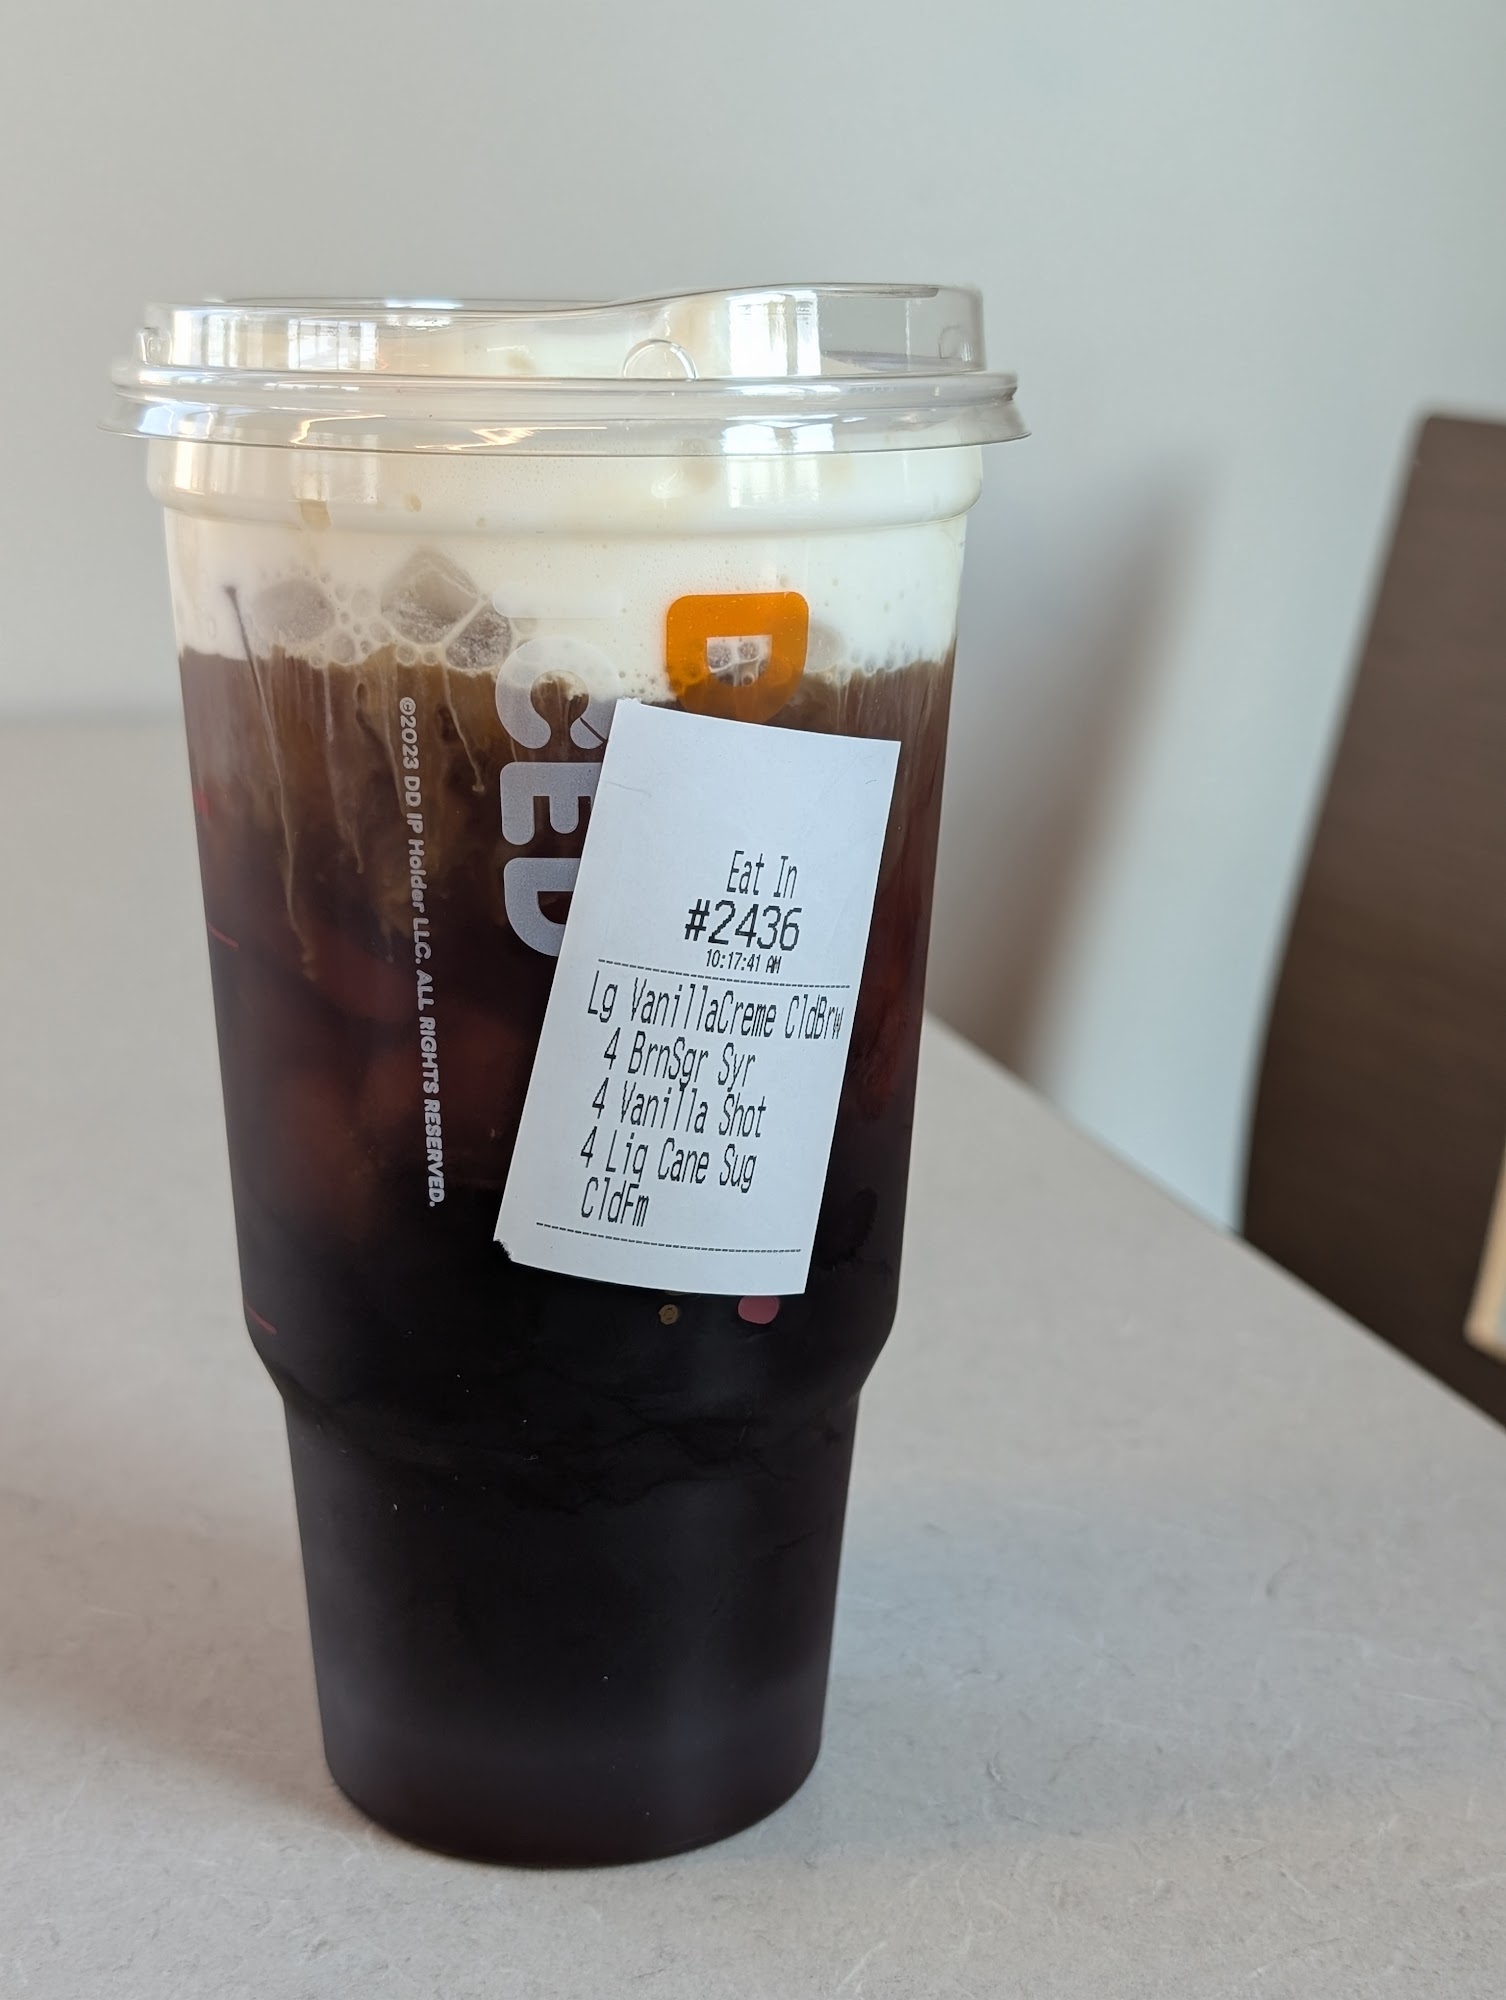 ICED
D
©2023 DD IP Holder LLC. ALL RIGHTS RESERVED.
Eat In
#2436
10:17:41 AM
Lg VanillaCreme CldBrw
4 BrnSgr Syr
4 Vanilla Shot
4 Liq Cane Sug
CldFm